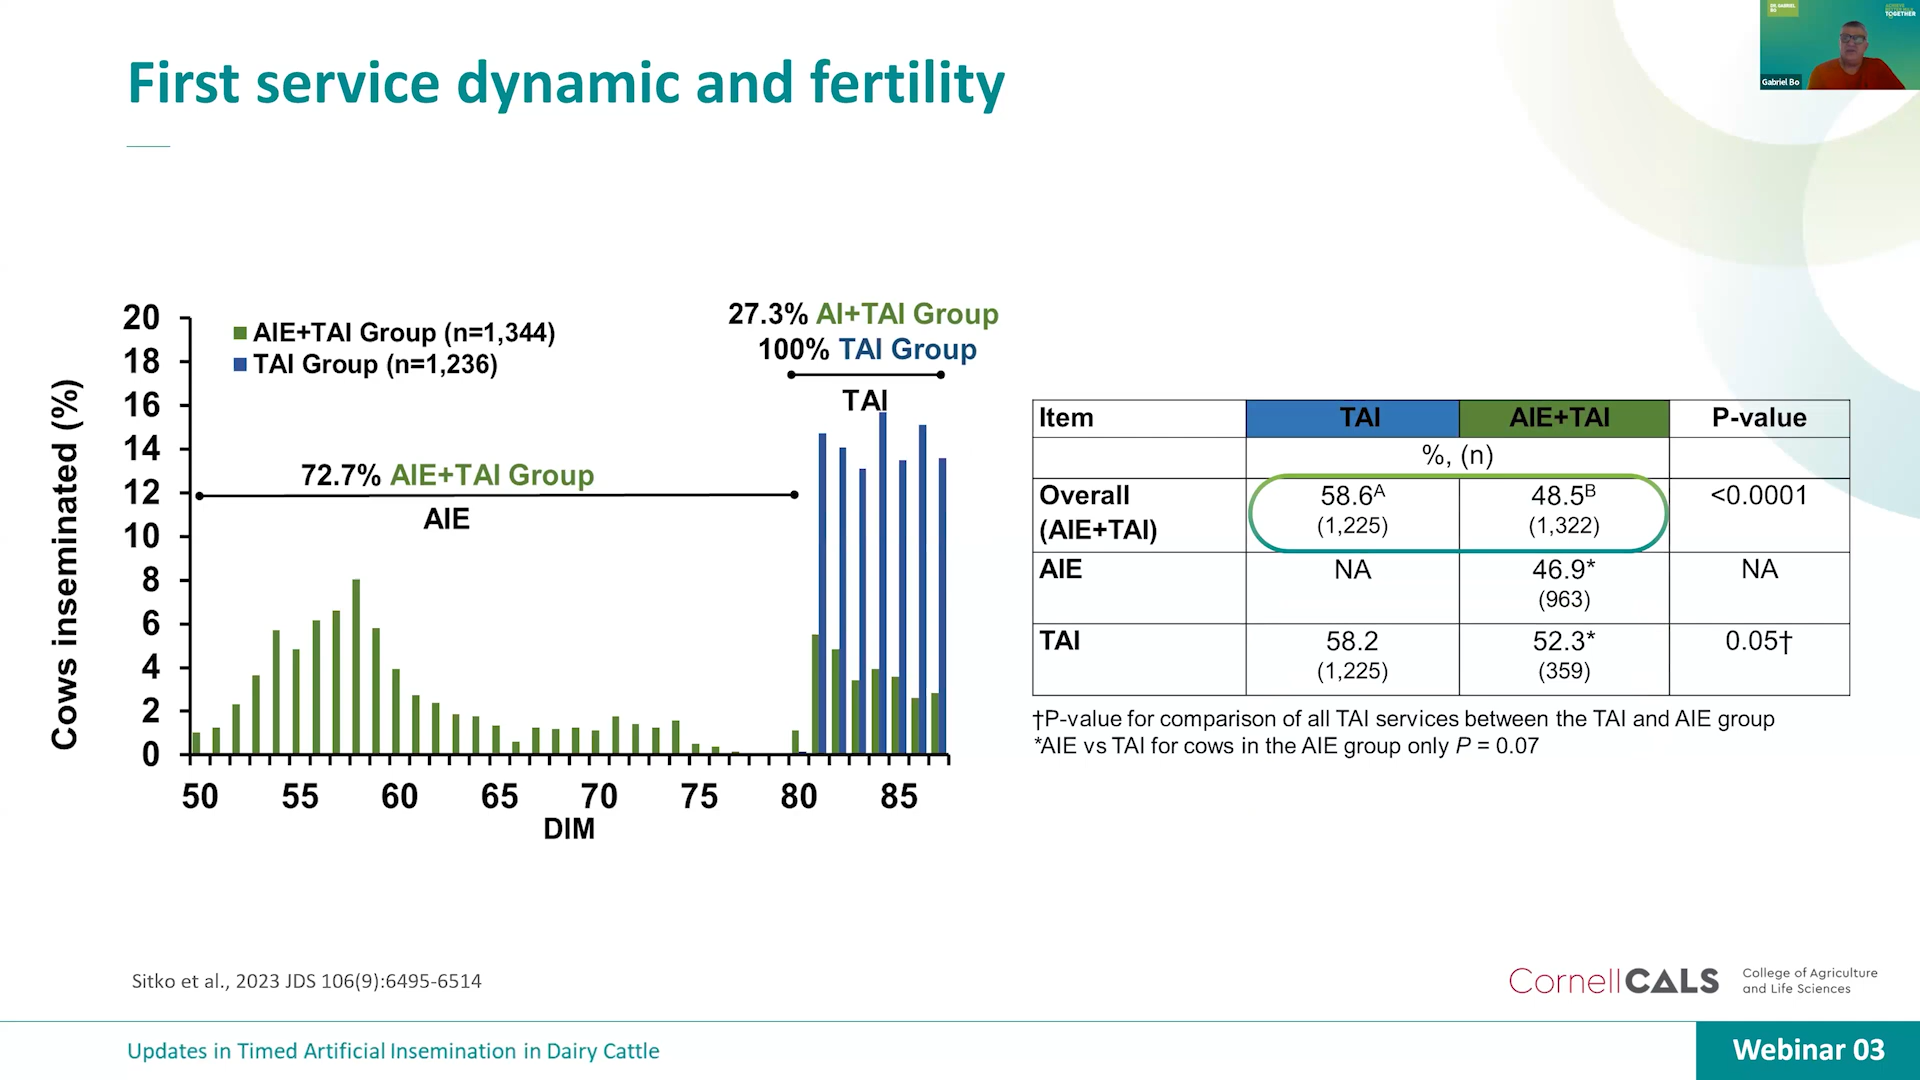 First service dynamic and fertility
DR. GABRIEL
BO
TOGETHER
Gabriel Bo
AIE+TAI Group (n=1,344)
TAI Group (n=1,236)
27.3% AI+TAI Group
100% TAI Group
TAI
72.7% AIE+TAI Group
AIE
Cows inseminated (%)
20
18
16
14
12
10
8
6
4
2
0
50 55 60 65 70 75 80 85
DIM
Item TAI AIE+TAI P-value
%, (n)
Overall 58.6A 48.5B <0.0001
(AIE+TAI) (1,225) (1,322)
AIE NA 46.9* NA
(963)
TAI 58.2 52.3* 0.05†
(1,225) (359)
†P-value for comparison of all TAI services between the TAI and AIE group
*AIE vs TAI for cows in the AIE group only P = 0.07
Sitko et al., 2023 JDS 106(9):6495-6514
CornellCALS College of Agriculture
and Life Sciences
Updates in Timed Artificial Insemination in Dairy Cattle
Webinar 03